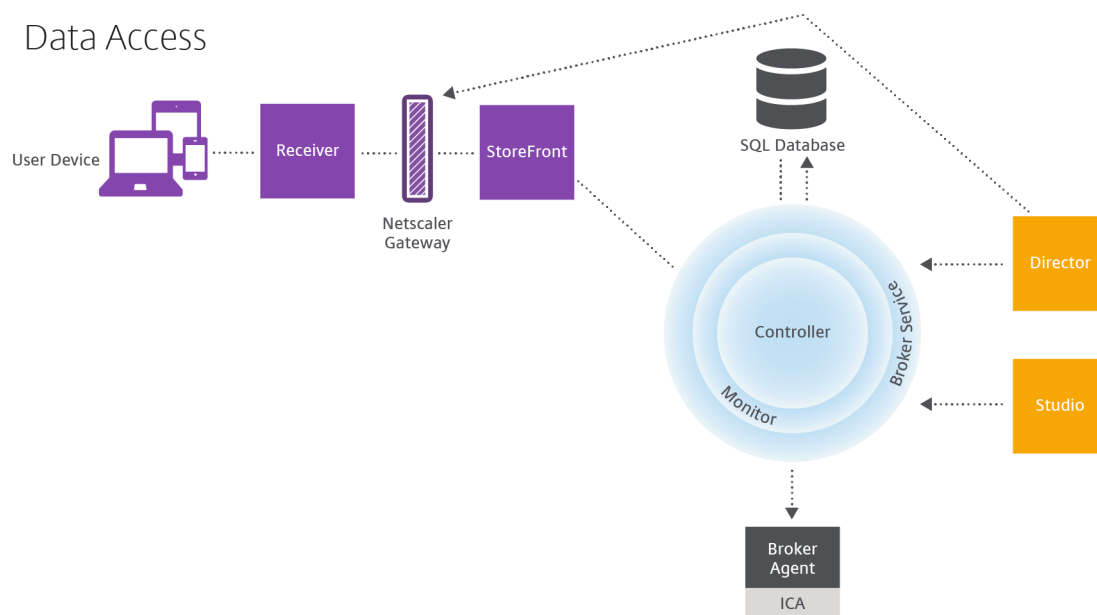 Data Access
User Device
Receiver
Netscaler
Gateway
StoreFront
SQL Database
Controller
Monitor
Broker Service
Director
Studio
Broker
Agent
ICA